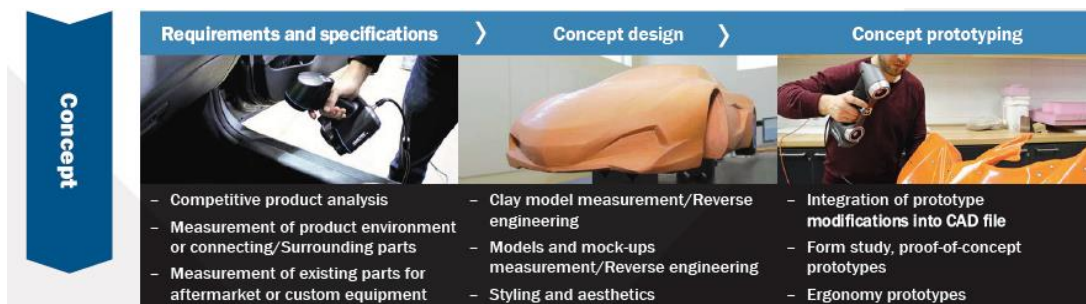 Concept
Requirements and specifications
– Competitive product analysis
– Measurement of product environment
or connecting/Surrounding parts
– Measurement of existing parts for
aftermarket or custom equipment
Concept design
– Clay model measurement/Reverse
engineering
– Models and mock-ups
measurement/Reverse engineering
– Styling and aesthetics
Concept prototyping
– Integration of prototype
modifications into CAD file
– Form study, proof-of-concept
prototypes
– Ergonomy prototypes